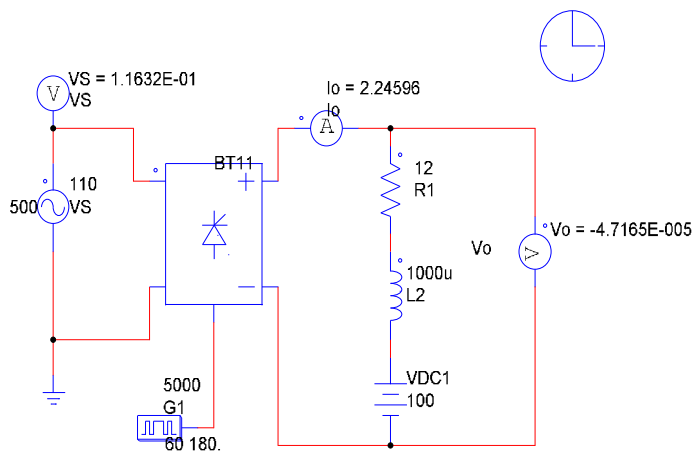 VS = 1.1632E-01
VS
V
Io = 2.24596
Io
A
BT11
110
500
VS
12
R1
Vo
Vo = -4.7165E-005
V
1000u
L2
5000
G1
60 180.
VDC1
100